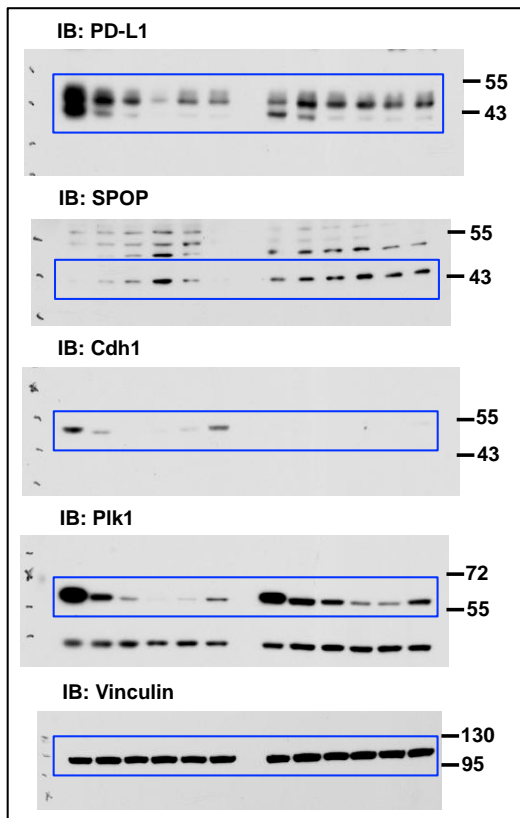 IB: PD-L1
55
43
IB: SPOP
55
43
IB: Cdh1
55
43
IB: Plk1
72
55
IB: Vinculin
130
95